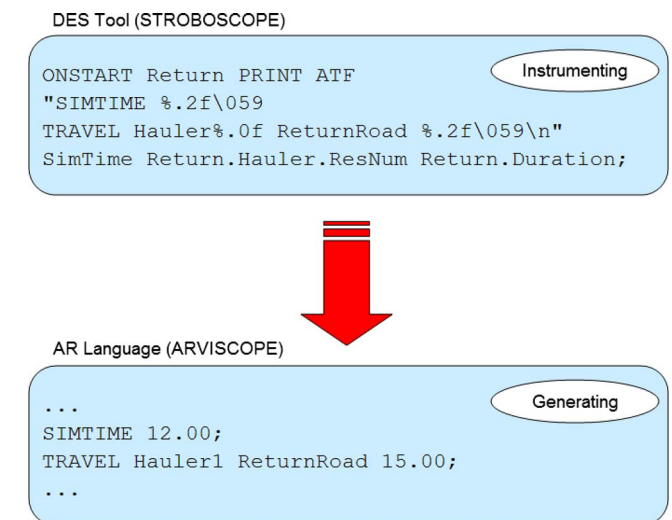 DES Tool (STROBOSCOPE)
Instrumenting
ONSTART Return PRINT ATF
"SIMTIME %.2f\059
TRAVEL Hauler%.0f ReturnRoad %.2f\059\n"
SimTime Return.Hauler.ResNum Return.Duration;
AR Language (ARVISCOPE)
Generating
...
SIMTIME 12.00;
TRAVEL Hauler1 ReturnRoad 15.00;
...